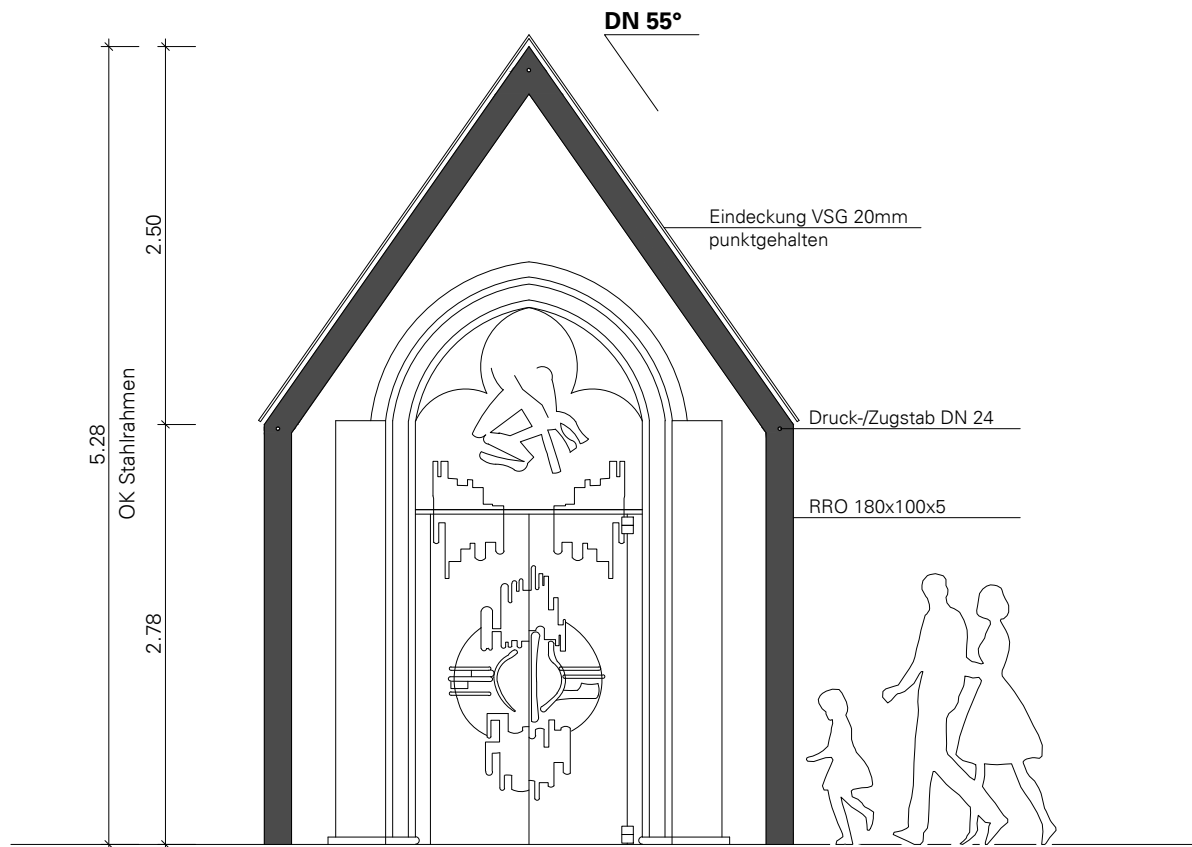 DN 55°
Eindeckung VSG 20mm
punktgehalten
2.50
5.28
OK Stahlrahmen
Druck-/Zugstab DN 24
RRO 180x100x5
2.78